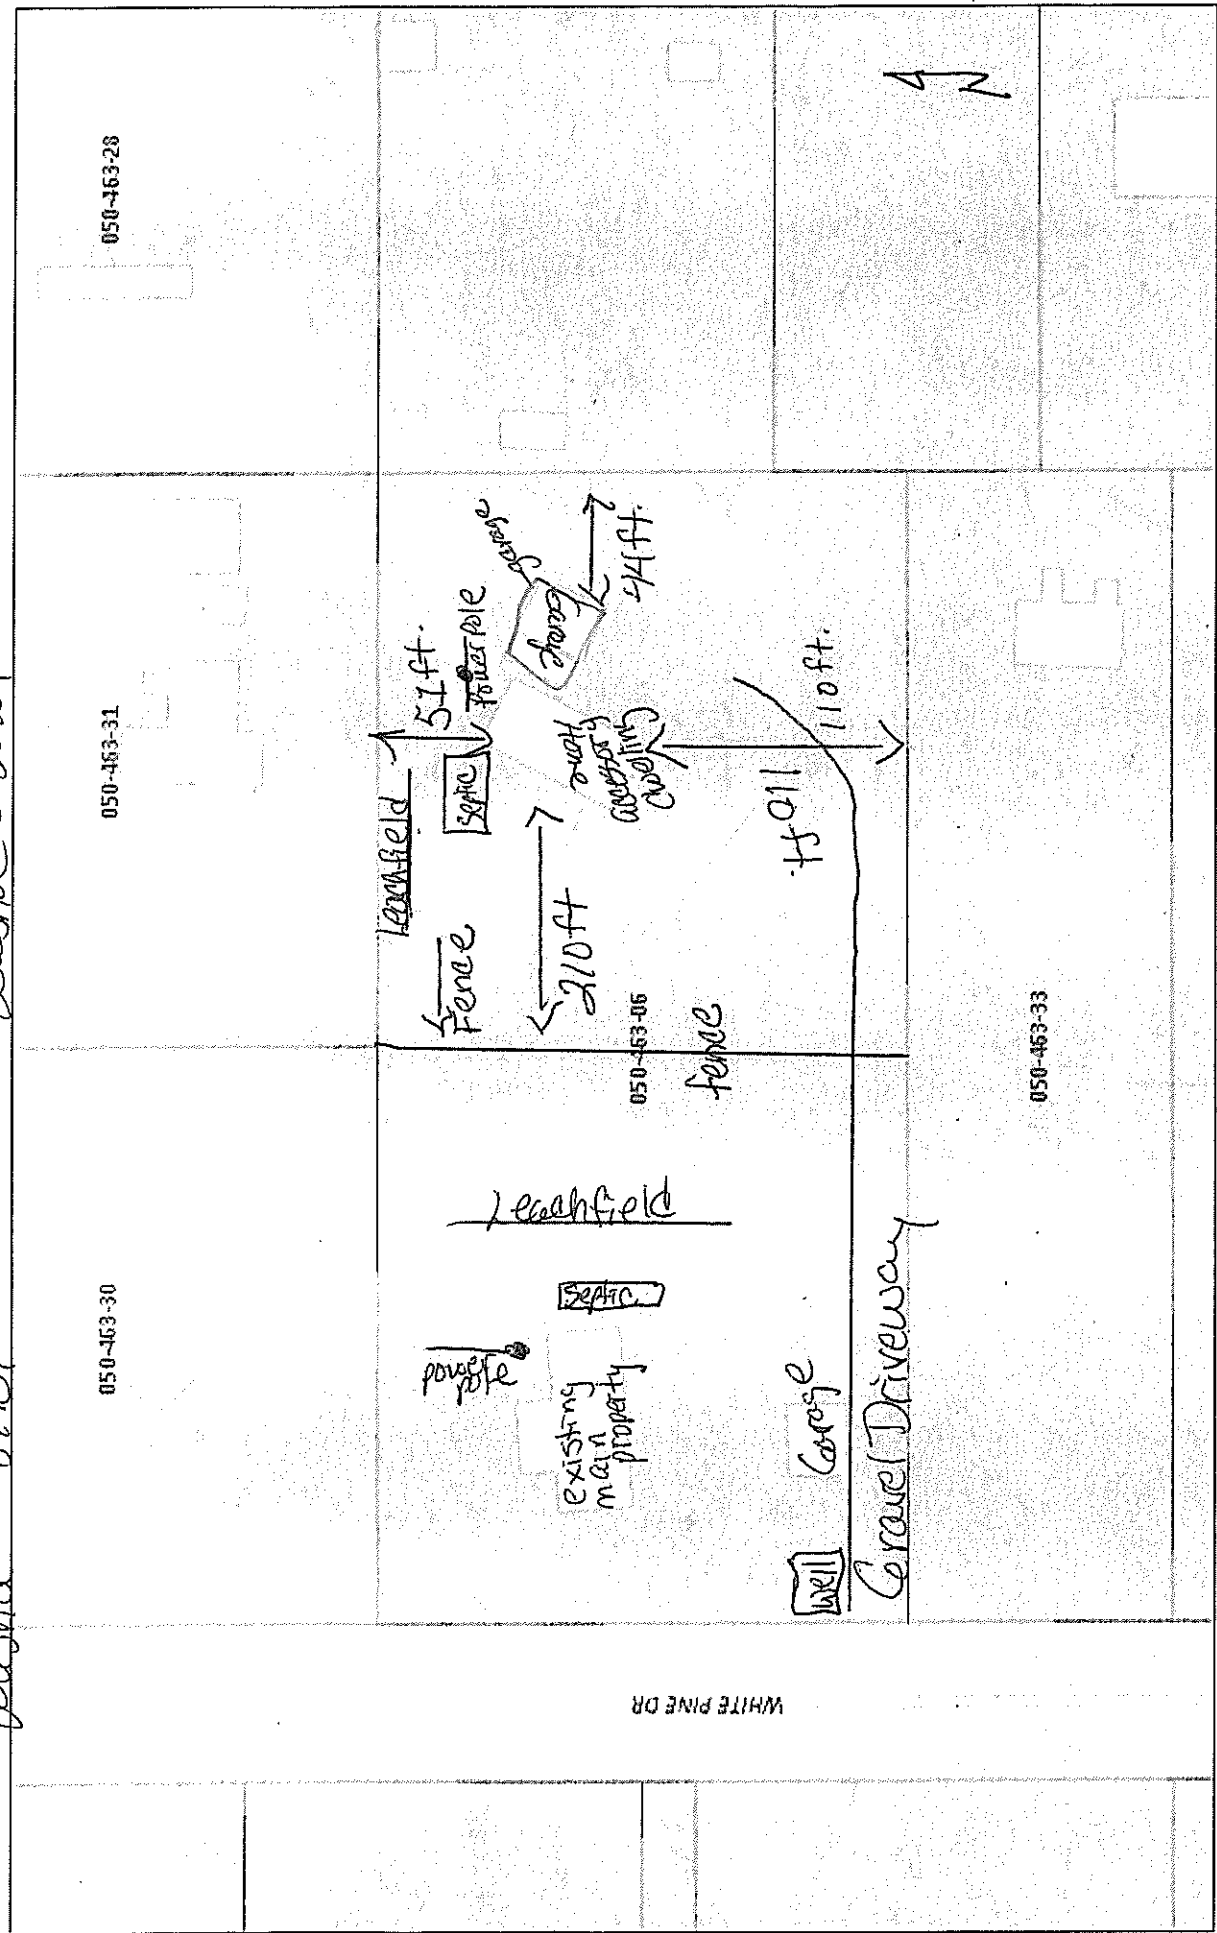 050-463-30
050-463-31
050-463-28
Leachfield
51 ft.
Fence
septic
Power Pole
garage
Garage
210 ft
Home
accessory
dwelling
44 ft.
power
pole
Leachfield
septic
existing
main
property
050-463-06
fence
110 ft.
110 ft.
well
Garage
Gravel Driveway
WHITE PINE DR
050-463-33
N